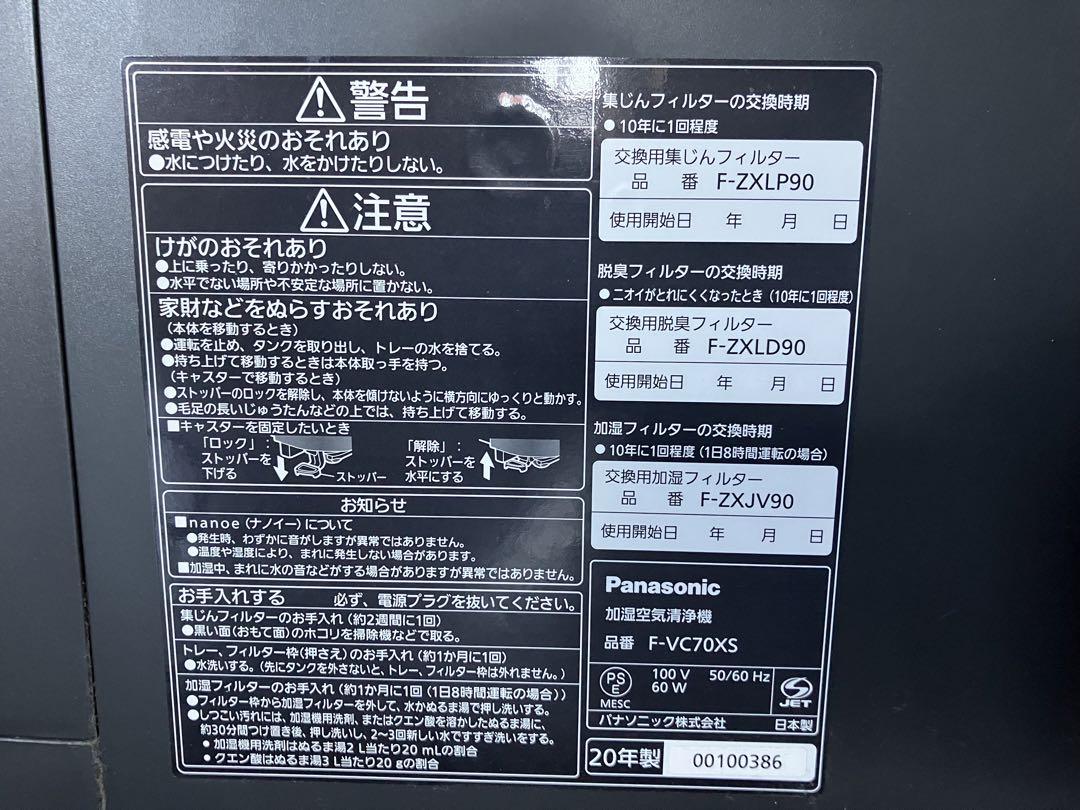 警告
感電や火災のおそれあり
●水につけたり、水をかけたりしない。
注意
けがのおそれあり
●上に乗ったり、寄りかかったりしない。
●水平でない場所や不安定な場所に置かない。
家財などをぬらすおそれあり
(本体を移動するとき)
●運転を止め、タンクを取り出し、トレーの水を捨てる。
●持ち上げて移動するときは本体取っ手を持つ。
(キャスターで移動するとき)
●ストッパーのロックを解除し、本体を傾けないように横方向にゆっくりと動かす。
●毛足の長いじゅうたんなどの上では、持ち上げて移動する。
■キャスターを固定したいとき
「ロック」:
ストッパーを
下げる
ストッパー
「解除」:
ストッパーを
水平にする
お知らせ
■nanoe(ナノイー)について
●発生時、わずかに音がしますが異常ではありません。
●温度や湿度により、まれに発生しない場合があります。
■加湿中、まれに水の音などがする場合がありますが異常ではありません。
お手入れする 必ず、電源プラグを抜いてください。
集じんフィルターのお手入れ(約2週間に1回)
●黒い面(おもて面)のホコリを掃除機などで取る。
トレー、フィルター枠(押さえ)のお手入れ(約1か月に1回)
●水洗いする。(先にタンクを外さないと、トレー、フィルター枠は外れません。)
加湿フィルターのお手入れ(約1か月に1回(1日8時間運転の場合))
●フィルター枠から加湿フィルターを外して、水かぬるま湯で押し洗いする。
●しつこい汚れには、加湿機用洗剤、またはクエン酸を溶かしたぬるま湯に、
約30分間つけ置き後、押し洗いし、2~3回新しい水ですすぎ洗いをする。
• 加湿機用洗剤はぬるま湯2 L当たり20 mLの割合
• クエン酸はぬるま湯3 L当たり20 gの割合
集じんフィルターの交換時期
● 10年に1回程度
交換用集じんフィルター
品 番 F-ZXLP90
使用開始日 年 月 日
脱臭フィルターの交換時期
● ニオイがとれにくくなったとき(10年に1回程度)
交換用脱臭フィルター
品 番 F-ZXLD90
使用開始日 年 月 日
加湿フィルターの交換時期
● 10年に1回程度(1日8時間運転の場合)
交換用加湿フィルター
品 番 F-ZXJV90
使用開始日 年 月 日
Panasonic
加湿空気清浄機
品番 F-VC70XS
PS
E
MESC
100 V 50/60 Hz
60 W
S
JET
パナソニック株式会社 日本製
20年製 00100386